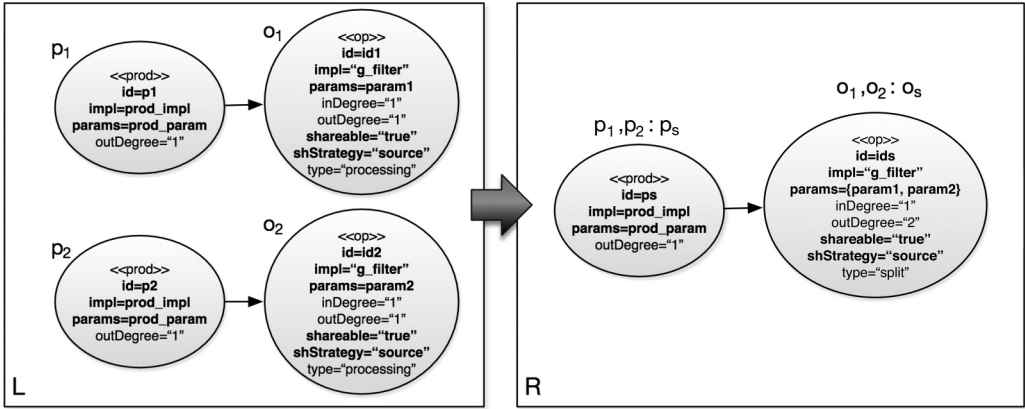 p1
<<prod>>
id=p1
impl=prod_impl
params=prod_param
outDegree=“1”
o1
<<op>>
id=id1
impl=“g_filter”
params=param1
inDegree=“1”
outDegree=“1”
shareable=“true”
shStrategy=“source”
type=“processing”
p2
<<prod>>
id=p2
impl=prod_impl
params=prod_param
outDegree=“1”
o2
<<op>>
id=id2
impl=“g_filter”
params=param2
inDegree=“1”
outDegree=“1”
shareable=“true”
shStrategy=“source”
type=“processing”
L
p1,p2 : ps
<<prod>>
id=ps
impl=prod_impl
params=prod_param
outDegree=“1”
o1,o2 : os
<<op>>
id=ids
impl=“g_filter”
params={param1, param2}
inDegree=“1”
outDegree=“2”
shareable=“true”
shStrategy=“source”
type=“split”
R